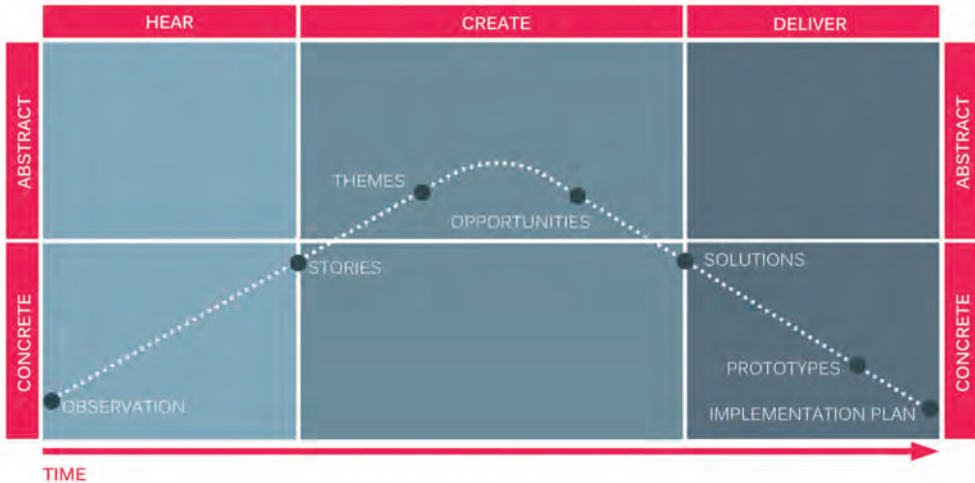 HEAR
CREATE
DELIVER
ABSTRACT
ABSTRACT
THEMES
OPPORTUNITIES
STORIES
SOLUTIONS
CONCRETE
CONCRETE
PROTOTYPES
OBSERVATION
IMPLEMENTATION PLAN
TIME